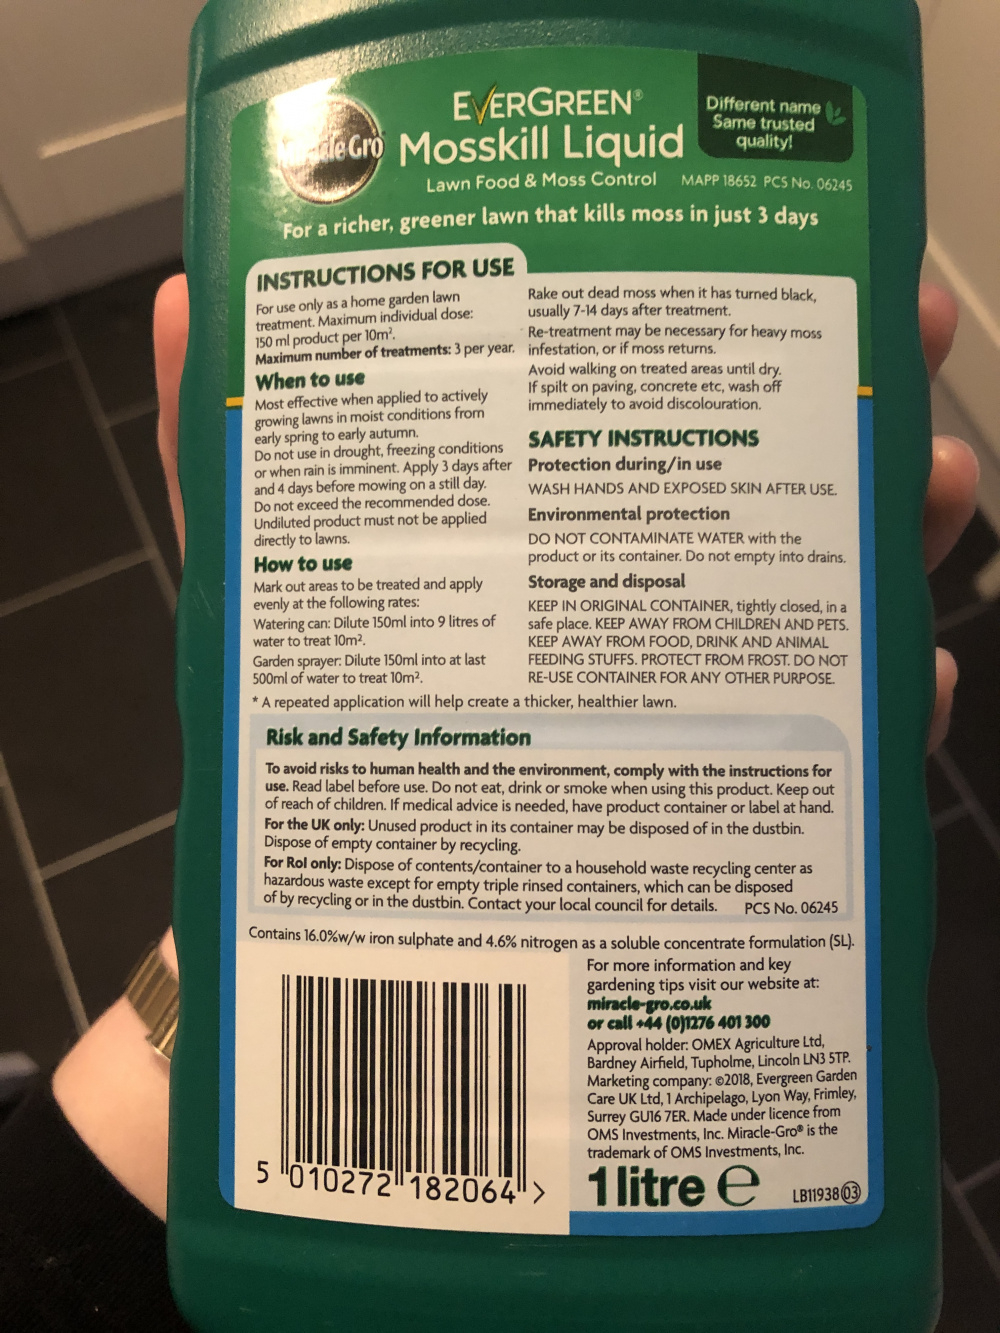 EVERGREEN®
Gro
Mosskill Liquid
Different name
Same trusted
quality!
Lawn Food & Moss Control
MAPP 18652 PCS No. 06245
For a richer, greener lawn that kills moss in just 3 days
INSTRUCTIONS FOR USE
For use only as a home garden lawn
treatment. Maximum individual dose:
150 ml product per 10m².
Maximum number of treatments: 3 per year.
When to use
Most effective when applied to actively
growing lawns in moist conditions from
early spring to early autumn.
Do not use in drought, freezing conditions
or when rain is imminent. Apply 3 days after
and 4 days before mowing on a still day.
Do not exceed the recommended dose.
Undiluted product must not be applied
directly to lawns.
How to use
Mark out areas to be treated and apply
evenly at the following rates:
Watering can: Dilute 150ml into 9 litres of
water to treat 10m².
Garden sprayer: Dilute 150ml into at last
500ml of water to treat 10m².
* A repeated application will help create a thicker, healthier lawn.
Rake out dead moss when it has turned black,
usually 7-14 days after treatment.
Re-treatment may be necessary for heavy moss
infestation, or if moss returns.
Avoid walking on treated areas until dry.
If spilt on paving, concrete etc, wash off
immediately to avoid discolouration.
SAFETY INSTRUCTIONS
Protection during/in use
WASH HANDS AND EXPOSED SKIN AFTER USE.
Environmental protection
DO NOT CONTAMINATE WATER with the
product or its container. Do not empty into drains.
Storage and disposal
KEEP IN ORIGINAL CONTAINER, tightly closed, in a
safe place. KEEP AWAY FROM CHILDREN AND PETS.
KEEP AWAY FROM FOOD, DRINK AND ANIMAL
FEEDING STUFFS. PROTECT FROM FROST. DO NOT
RE-USE CONTAINER FOR ANY OTHER PURPOSE.
Risk and Safety Information
To avoid risks to human health and the environment, comply with the instructions for
use. Read label before use. Do not eat, drink or smoke when using this product. Keep out
of reach of children. If medical advice is needed, have product container or label at hand.
For the UK only: Unused product in its container may be disposed of in the dustbin.
Dispose of empty container by recycling.
For RoI only: Dispose of contents/container to a household waste recycling center as
hazardous waste except for empty triple rinsed containers, which can be disposed
of by recycling or in the dustbin. Contact your local council for details. PCS No. 06245
Contains 16.0%w/w iron sulphate and 4.6% nitrogen as a soluble concentrate formulation (SL).
For more information and key
gardening tips visit our website at:
miracle-gro.co.uk
or call +44 (0)1276 401 300
Approval holder: OMEX Agriculture Ltd,
Bardney Airfield, Tupholme, Lincoln LN3 5TP.
Marketing company: ©2018, Evergreen Garden
Care UK Ltd, 1 Archipelago, Lyon Way, Frimley,
Surrey GU16 7ER. Made under licence from
OMS Investments, Inc. Miracle-Gro® is the
trademark of OMS Investments, Inc.
5 010272 182064 >
1 litre ℮
LB11938 03